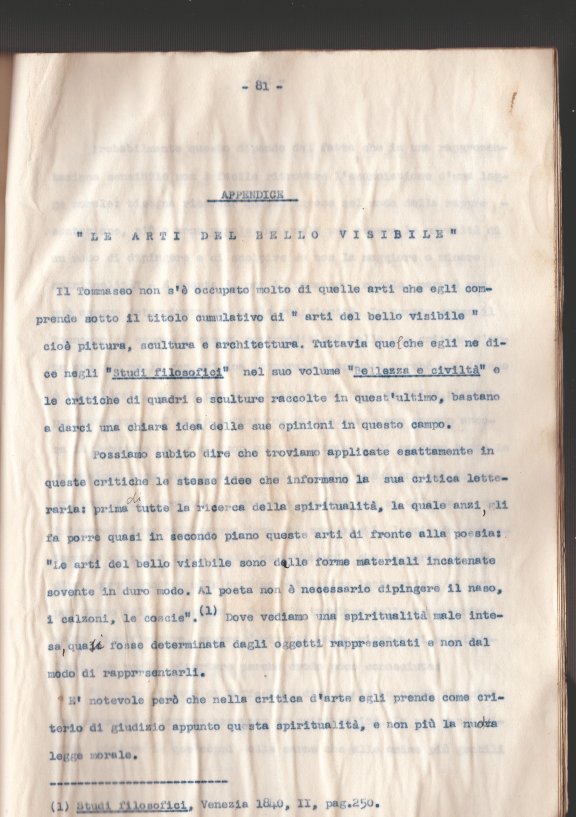 - 81 -
APPENDICE
" LE ARTI DEL BELLO VISIBILE "
Il Tommaseo non s'è occupato molto di quelle arti che egli com-
prende sotto il titolo cumulativo di " arti del bello visibile "
cioè pittura, scultura e architettura. Tuttavia quel che egli ne di-
ce negli "Studi filosofici" nel suo volume "Bellezza e civiltà" e
le critiche di quadri e sculture raccolte in quest'ultimo, bastano
a darci una chiara idea delle sue opinioni in questo campo.
Possiamo subito dire che troviamo applicate esattamente in
queste critiche le stesse idee che informano la sua critica lette-
raria: prima di tutte la ricerca della spiritualità, la quale anzi, gli
fa porre quasi in secondo piano queste arti di fronte alla poesia:
"Le arti del bello visibile sono delle forme materiali incatenate
sovente in duro modo. Al poeta non è necessario dipingere il naso,
i calzoni, le coscie".(1) Dove vediamo una spiritualità male inte-
sa, quasi fosse determinata dagli oggetti rappresentati e non dal
modo di rapprrsentarli.
E' notevole però che nella critica d'arte egli prende come cri-
terio di giudizio appunto questa spiritualità, e non più la nuda
legge morale.
(1) Studi filosofici, Venezia 1840, II, pag.250.